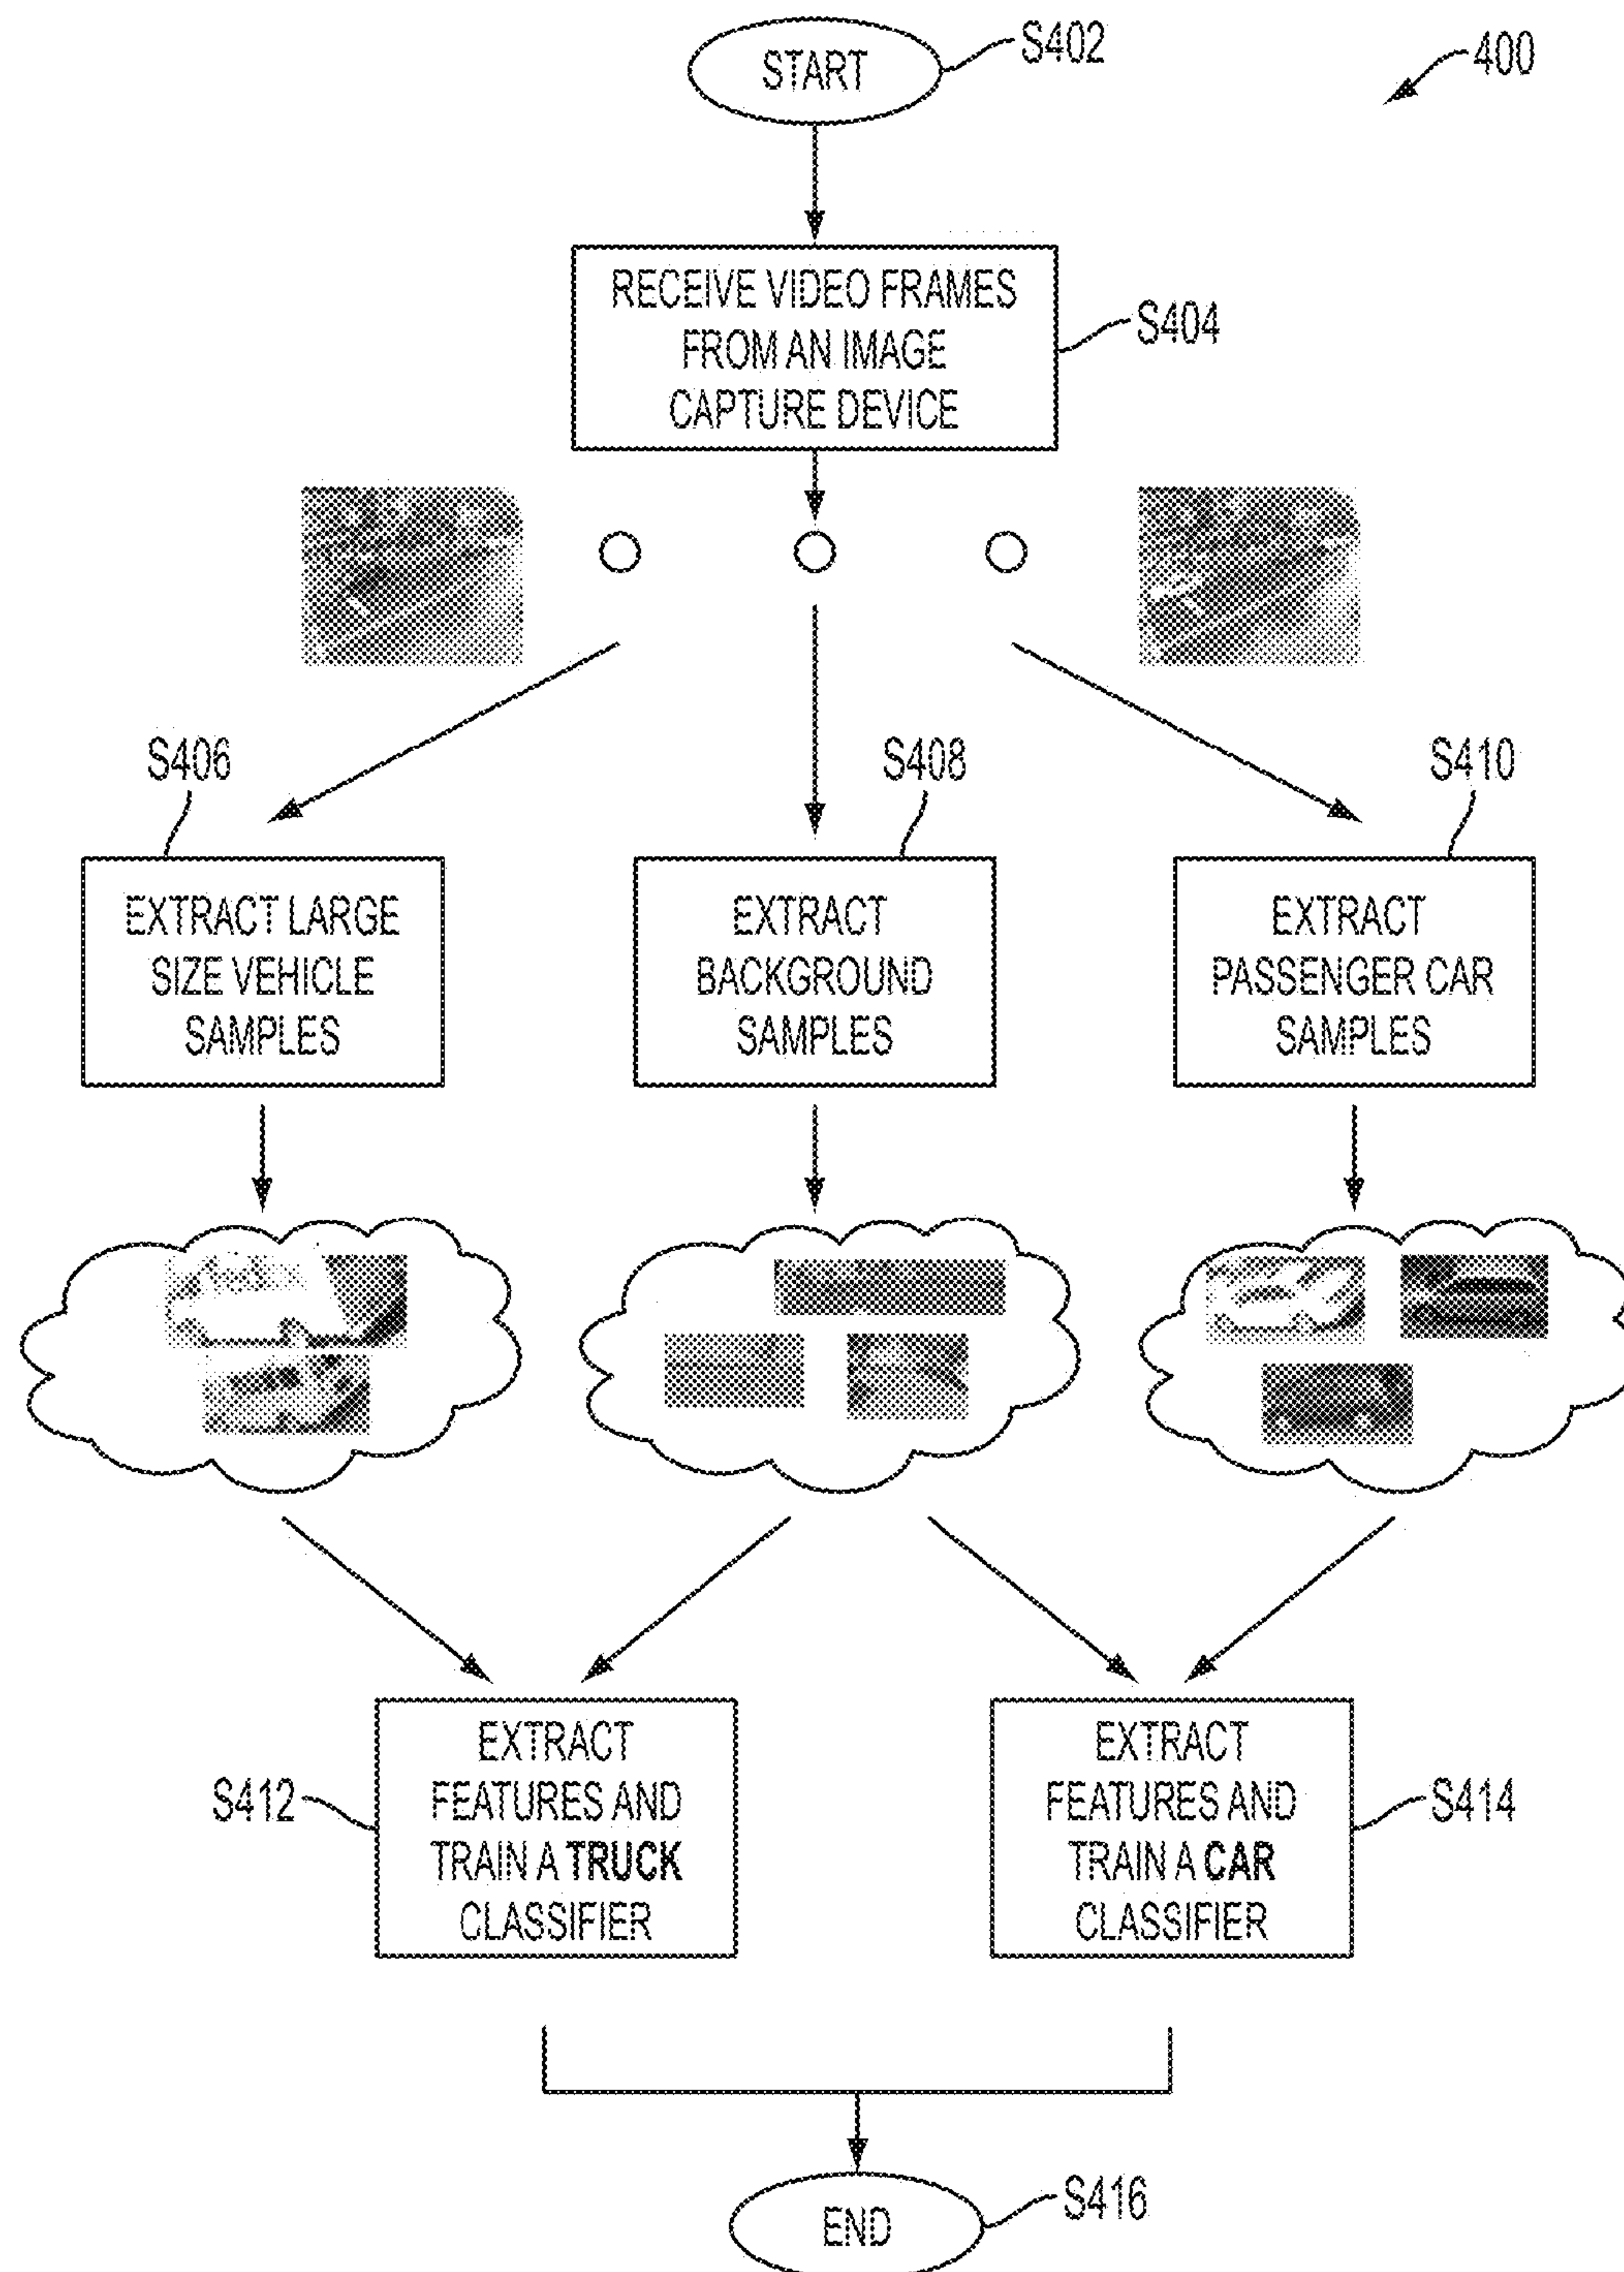 START
S402
400
RECEIVE VIDEO FRAMES
FROM AN IMAGE
CAPTURE DEVICE
S404
S406
S408
S410
EXTRACT LARGE
SIZE VEHICLE
SAMPLES
EXTRACT
BACKGROUND
SAMPLES
EXTRACT
PASSENGER CAR
SAMPLES
S412
EXTRACT
FEATURES AND
TRAIN A TRUCK
CLASSIFIER
EXTRACT
FEATURES AND
TRAIN A CAR
CLASSIFIER
S414
END
S416